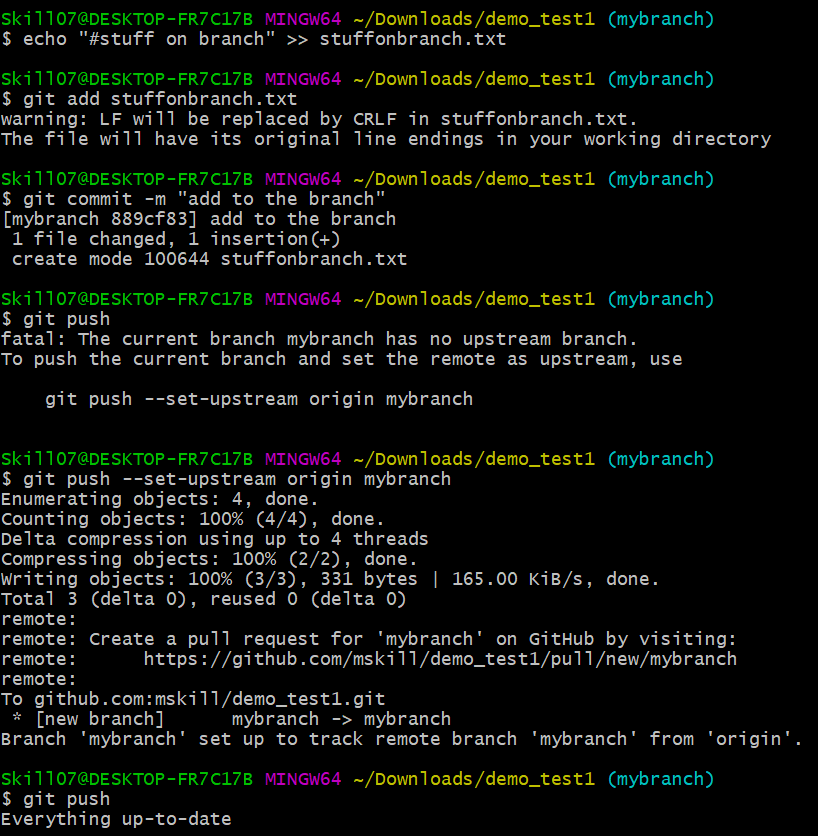 Skill07@DESKTOP-FR7C17B MINGW64 ~/Downloads/demo_test1 (mybranch)
$ echo "#stuff on branch" >> stuffonbranch.txt
Skill07@DESKTOP-FR7C17B MINGW64 ~/Downloads/demo_test1 (mybranch)
$ git add stuffonbranch.txt
warning: LF will be replaced by CRLF in stuffonbranch.txt.
The file will have its original line endings in your working directory
Skill07@DESKTOP-FR7C17B MINGW64 ~/Downloads/demo_test1 (mybranch)
$ git commit -m "add to the branch"
[mybranch 889cf83] add to the branch
 1 file changed, 1 insertion(+)
 create mode 100644 stuffonbranch.txt
Skill07@DESKTOP-FR7C17B MINGW64 ~/Downloads/demo_test1 (mybranch)
$ git push
fatal: The current branch mybranch has no upstream branch.
To push the current branch and set the remote as upstream, use
    git push --set-upstream origin mybranch
Skill07@DESKTOP-FR7C17B MINGW64 ~/Downloads/demo_test1 (mybranch)
$ git push --set-upstream origin mybranch
Enumerating objects: 4, done.
Counting objects: 100% (4/4), done.
Delta compression using up to 4 threads
Compressing objects: 100% (2/2), done.
Writing objects: 100% (3/3), 331 bytes | 165.00 KiB/s, done.
Total 3 (delta 0), reused 0 (delta 0)
remote:
remote: Create a pull request for 'mybranch' on GitHub by visiting:
remote:      https://github.com/mskill/demo_test1/pull/new/mybranch
remote:
To github.com:mskill/demo_test1.git
 * [new branch]      mybranch -> mybranch
Branch 'mybranch' set up to track remote branch 'mybranch' from 'origin'.
Skill07@DESKTOP-FR7C17B MINGW64 ~/Downloads/demo_test1 (mybranch)
$ git push
Everything up-to-date